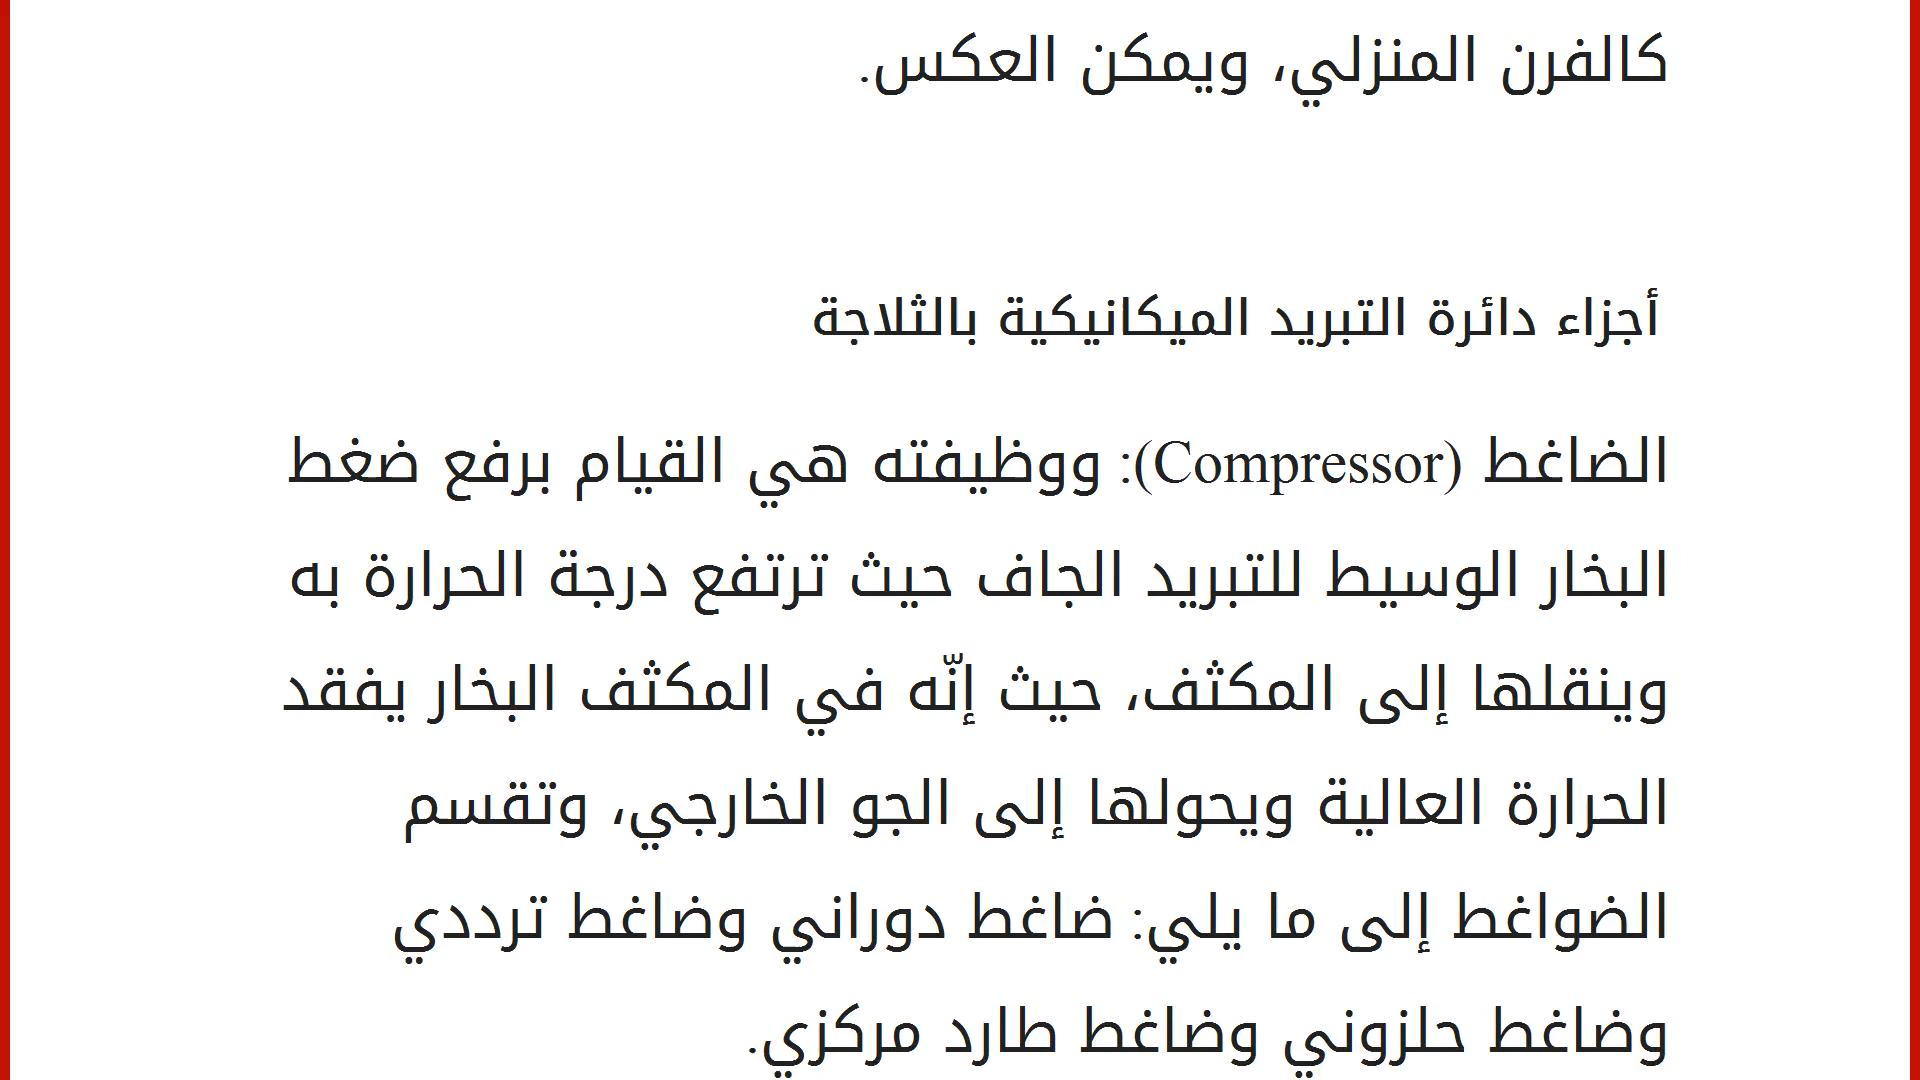 كالفرن المنزلي، ويمكن العكس.
أجزاء دائرة التبريد الميكانيكية بالثلاجة
الضاغط (Compressor): ووظيفته هي القيام برفع ضغط
البخار الوسيط للتبريد الجاف حيث ترتفع درجة الحرارة به
وينقلها إلى المكثف، حيث إنّه في المكثف البخار يفقد
الحرارة العالية ويحولها إلى الجو الخارجي، وتقسم
الضواغط إلى ما يلي: ضاغط دوراني وضاغط ترددي
وضاغط حلزوني وضاغط طارد مركزي.